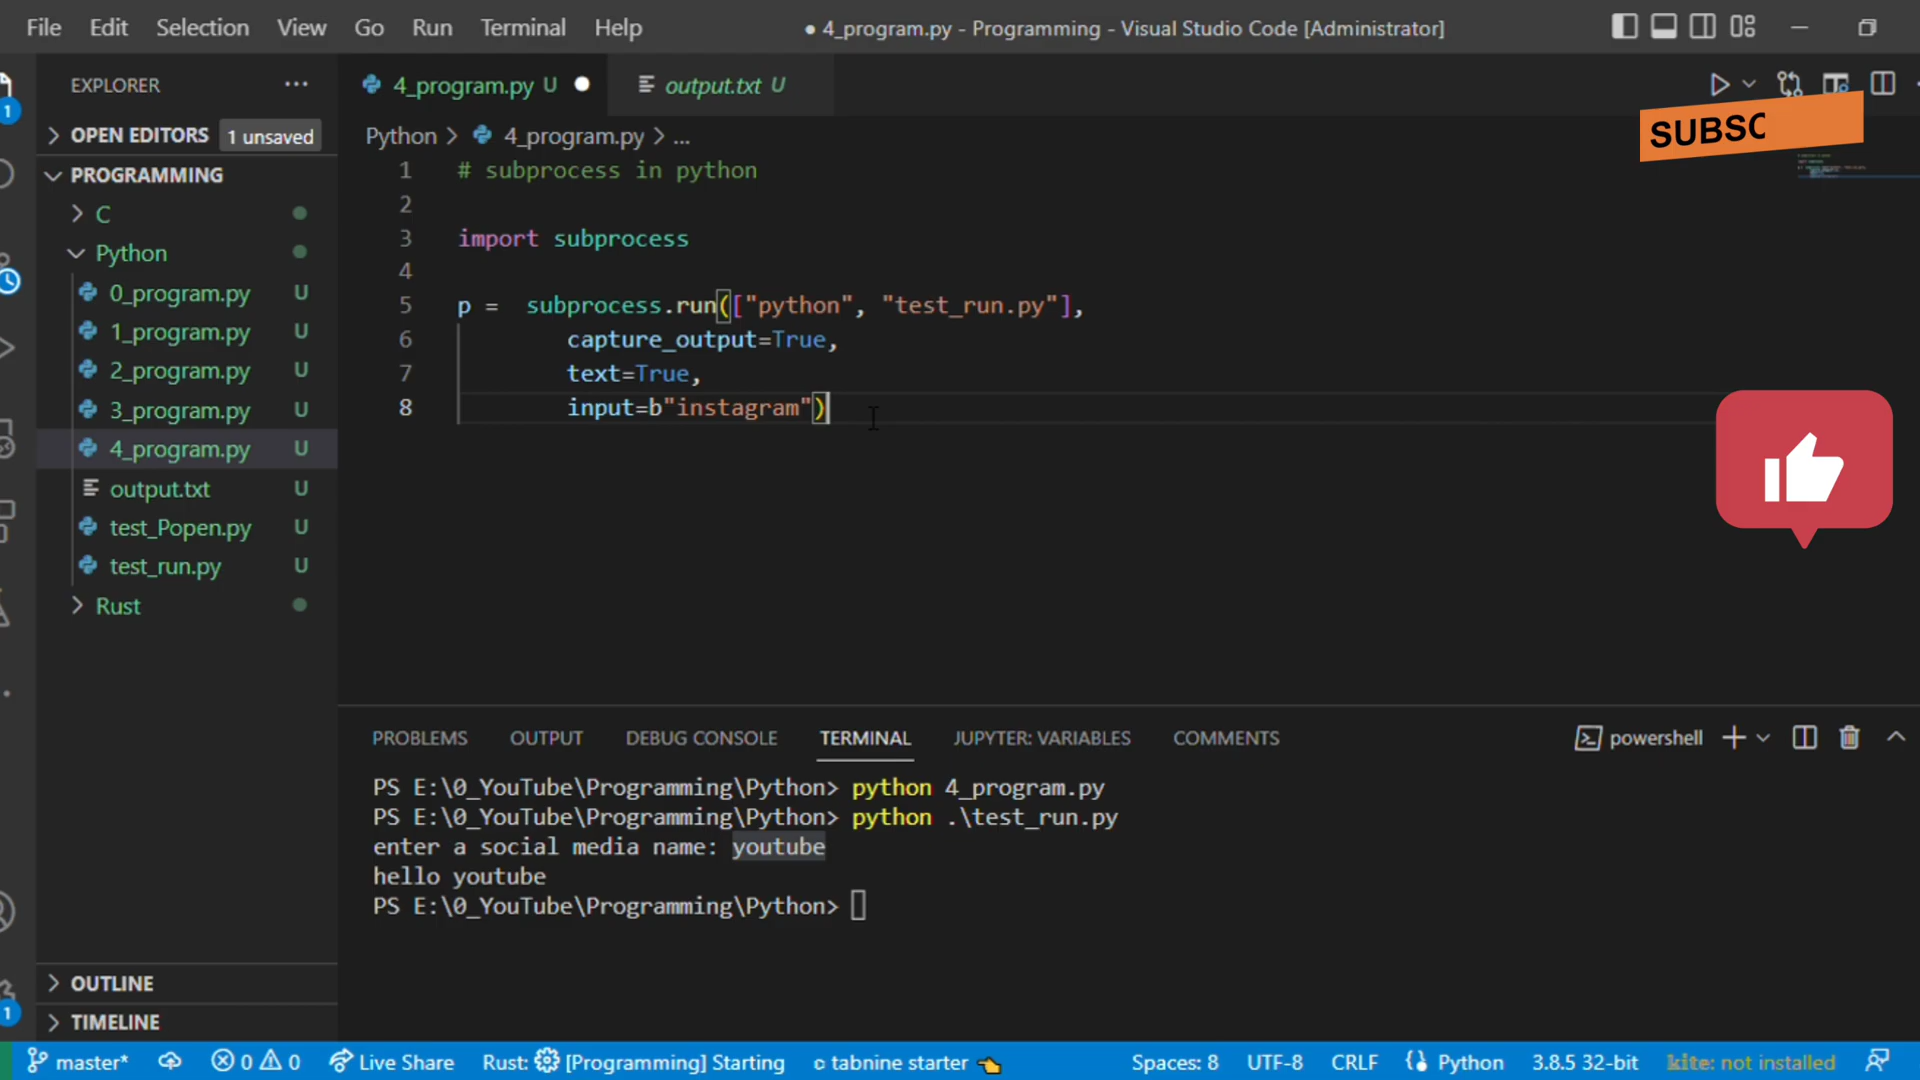 File Edit Selection View Go Run Terminal Help
● 4_program.py - Programming - Visual Studio Code [Administrator]
EXPLORER ...
4_program.py U
output.txt U
1
OPEN EDITORS 1 unsaved
Python > 4_program.py > ...
SUBSC
PROGRAMMING
C
Python
0_program.py U
1_program.py U
2_program.py U
3_program.py U
4_program.py U
output.txt U
test_Popen.py U
test_run.py U
Rust
1 # subprocess in python
2
3 import subprocess
4
5 p =  subprocess.run(["python", "test_run.py"],
6 capture_output=True,
7 text=True,
8 input=b"instagram")
PROBLEMS OUTPUT DEBUG CONSOLE TERMINAL JUPYTER: VARIABLES COMMENTS
powershell
PS E:\0_YouTube\Programming\Python> python 4_program.py
PS E:\0_YouTube\Programming\Python> python .\test_run.py
enter a social media name: youtube
hello youtube
PS E:\0_YouTube\Programming\Python>
OUTLINE
1
TIMELINE
master* 0 0 Live Share Rust: [Programming] Starting tabnine starter Spaces: 8 UTF-8 CRLF Python 3.8.5 32-bit kite: not installed